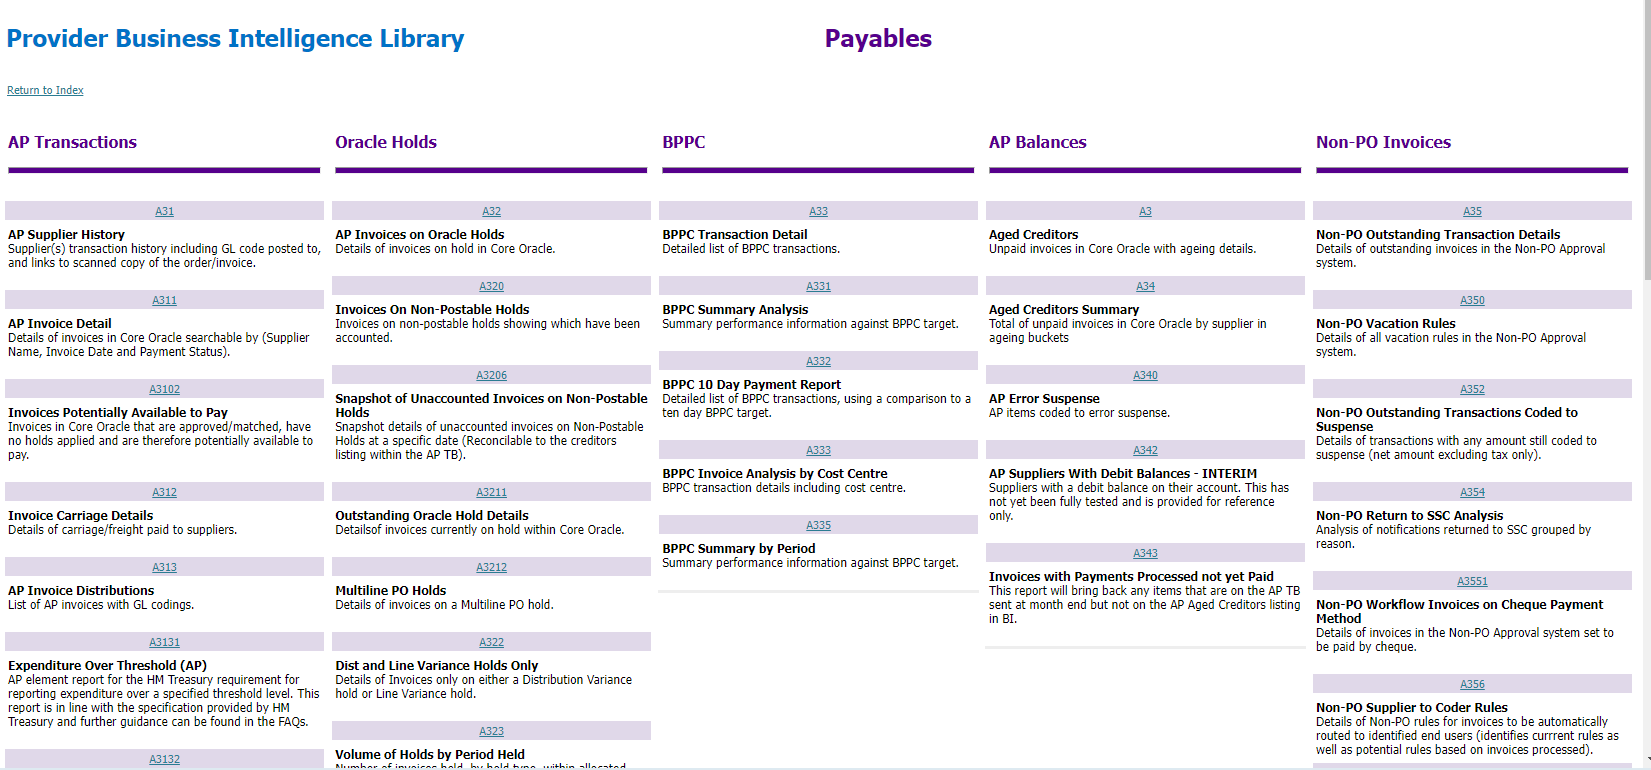 Provider Business Intelligence Library
Payables
Return to Index
AP Transactions
A31
AP Supplier History
Supplier(s) transaction history including GL code posted to,
and links to scanned copy of the order/invoice.
A311
AP Invoice Detail
Details of invoices in Core Oracle searchable by (Supplier
Name, Invoice Date and Payment Status).
A3102
Invoices Potentially Available to Pay
Invoices in Core Oracle that are approved/matched, have
no holds applied and are therefore potentially available to
pay.
A312
Invoice Carriage Details
Details of carriage/freight paid to suppliers.
A313
AP Invoice Distributions
List of AP invoices with GL codings.
A3131
Expenditure Over Threshold (AP)
AP element report for the HM Treasury requirement for
reporting expenditure over a specified threshold level. This
report is in line with the specification provided by HM
Treasury and further guidance can be found in the FAQs.
A3132
Oracle Holds
A32
AP Invoices on Oracle Holds
Details of invoices on hold in Core Oracle.
A320
Invoices On Non-Postable Holds
Invoices on non-postable holds showing which have been
accounted.
A3206
Snapshot of Unaccounted Invoices on Non-Postable
Holds
Snapshot details of unaccounted invoices on Non-Postable
Holds at a specific date (Reconcilable to the creditors
listing within the AP TB).
A3211
Outstanding Oracle Hold Details
Detailsof invoices currently on hold within Core Oracle.
A3212
Multiline PO Holds
Details of invoices on a Multiline PO hold.
A322
Dist and Line Variance Holds Only
Details of Invoices only on either a Distribution Variance
hold or Line Variance hold.
A323
Volume of Holds by Period Held
Number of invoices held, by hold type, within allocated
BPPC
A33
BPPC Transaction Detail
Detailed list of BPPC transactions.
A331
BPPC Summary Analysis
Summary performance information against BPPC target.
A332
BPPC 10 Day Payment Report
Detailed list of BPPC transactions, using a comparison to a
ten day BPPC target.
A333
BPPC Invoice Analysis by Cost Centre
BPPC transaction details including cost centre.
A335
BPPC Summary by Period
Summary performance information against BPPC target.
AP Balances
A3
Aged Creditors
Unpaid invoices in Core Oracle with ageing details.
A34
Aged Creditors Summary
Total of unpaid invoices in Core Oracle by supplier in
ageing buckets
A340
AP Error Suspense
AP items coded to error suspense.
A342
AP Suppliers With Debit Balances - INTERIM
Suppliers with a debit balance on their account. This has
not yet been fully tested and is provided for reference
only.
A343
Invoices with Payments Processed not yet Paid
This report will bring back any items that are on the AP TB
sent at month end but not on the AP Aged Creditors listing
in BI.
Non-PO Invoices
A35
Non-PO Outstanding Transaction Details
Details of outstanding invoices in the Non-PO Approval
system.
A350
Non-PO Vacation Rules
Details of all vacation rules in the Non-PO Approval
system.
A352
Non-PO Outstanding Transactions Coded to
Suspense
Details of transactions with any amount still coded to
suspense (net amount excluding tax only).
A354
Non-PO Return to SSC Analysis
Analysis of notifications returned to SSC grouped by
reason.
A3551
Non-PO Workflow Invoices on Cheque Payment
Method
Details of invoices in the Non-PO Approval system set to
be paid by cheque.
A356
Non-PO Supplier to Coder Rules
Details of Non-PO rules for invoices to be automatically
routed to identified end users (identifies currrent rules as
well as potential rules based on invoices processed).